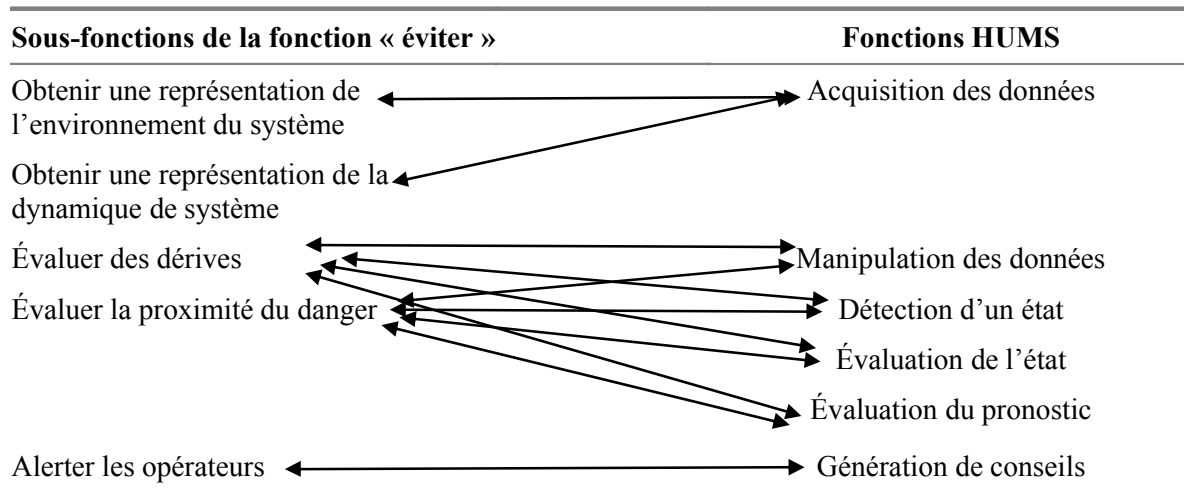 Sous-fonctions de la fonction « éviter » Fonctions HUMS
Obtenir une représentation de Acquisition des données
l’environnement du système
Obtenir une représentation de la
dynamique de système
Évaluer des dérives Manipulation des données
Évaluer la proximité du danger Détection d’un état
Évaluation de l’état
Évaluation du pronostic
Alerter les opérateurs Génération de conseils